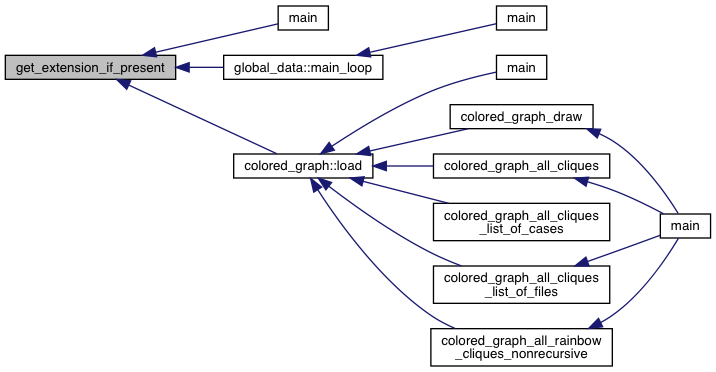 main
main
get_extension_if_present
global_data::main_loop
main
colored_graph_draw
colored_graph::load
colored_graph_all_cliques
colored_graph_all_cliques
_list_of_cases
main
colored_graph_all_cliques
_list_of_files
colored_graph_all_rainbow
_cliques_nonrecursive